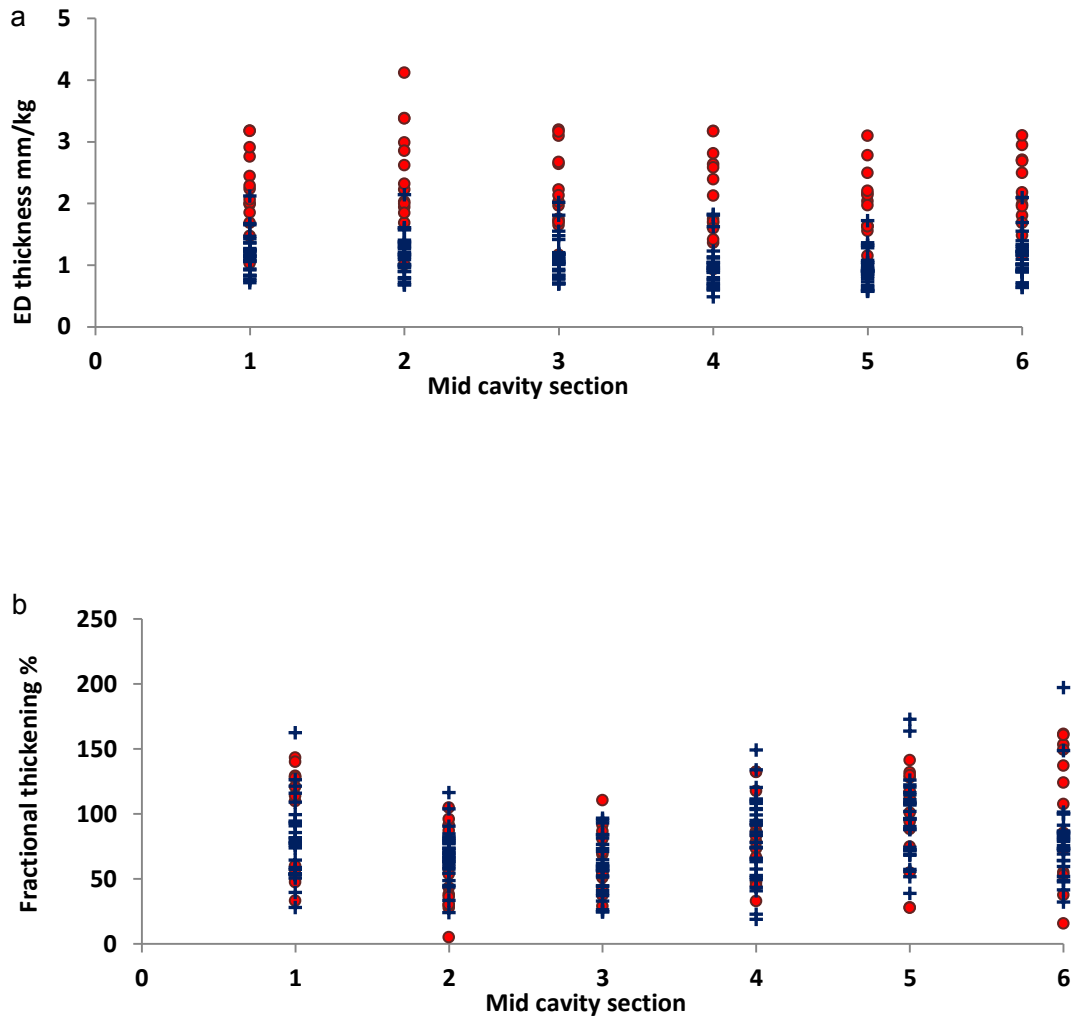 a
5
4
3
2
1
0
ED thickness mm/kg
0 1 2 3 4 5 6
Mid cavity section
b
250
200
150
100
50
0
Fractional thickening %
0 1 2 3 4 5 6
Mid cavity section